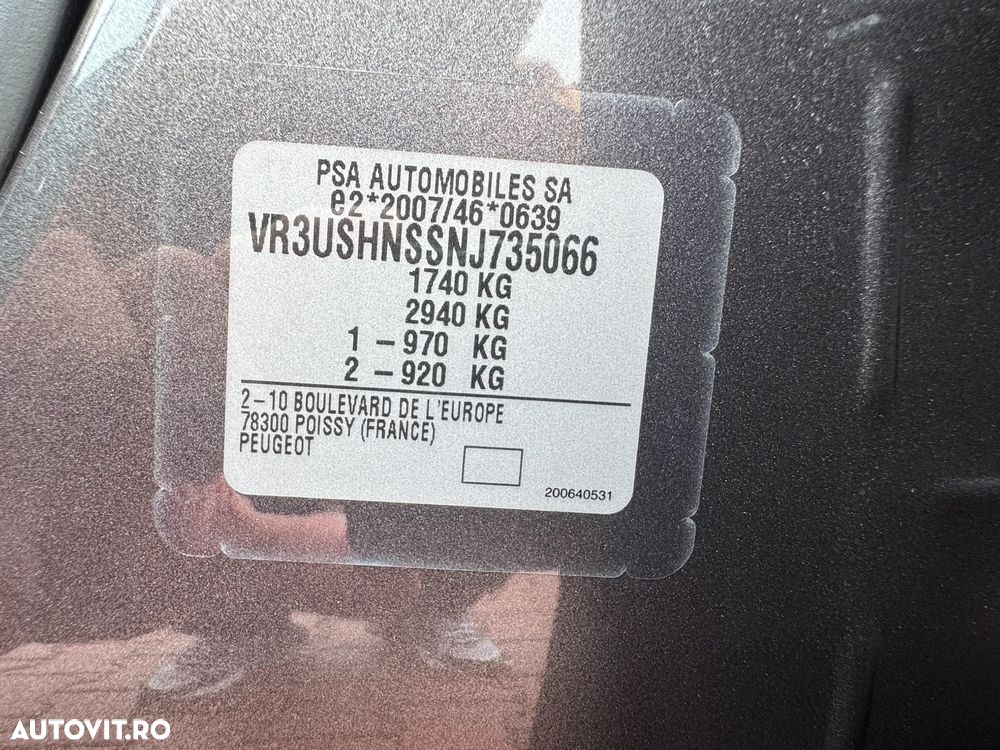 PSA AUTOMOBILES SA
e2*2007/46*0639
VR3USHNSSNJ735066
1740 KG
2940 KG
1 – 970 KG
2 – 920 KG
2–10 BOULEVARD DE L'EUROPE
78300 POISSY (FRANCE)
PEUGEOT
200640531
AUTOVIT.RO